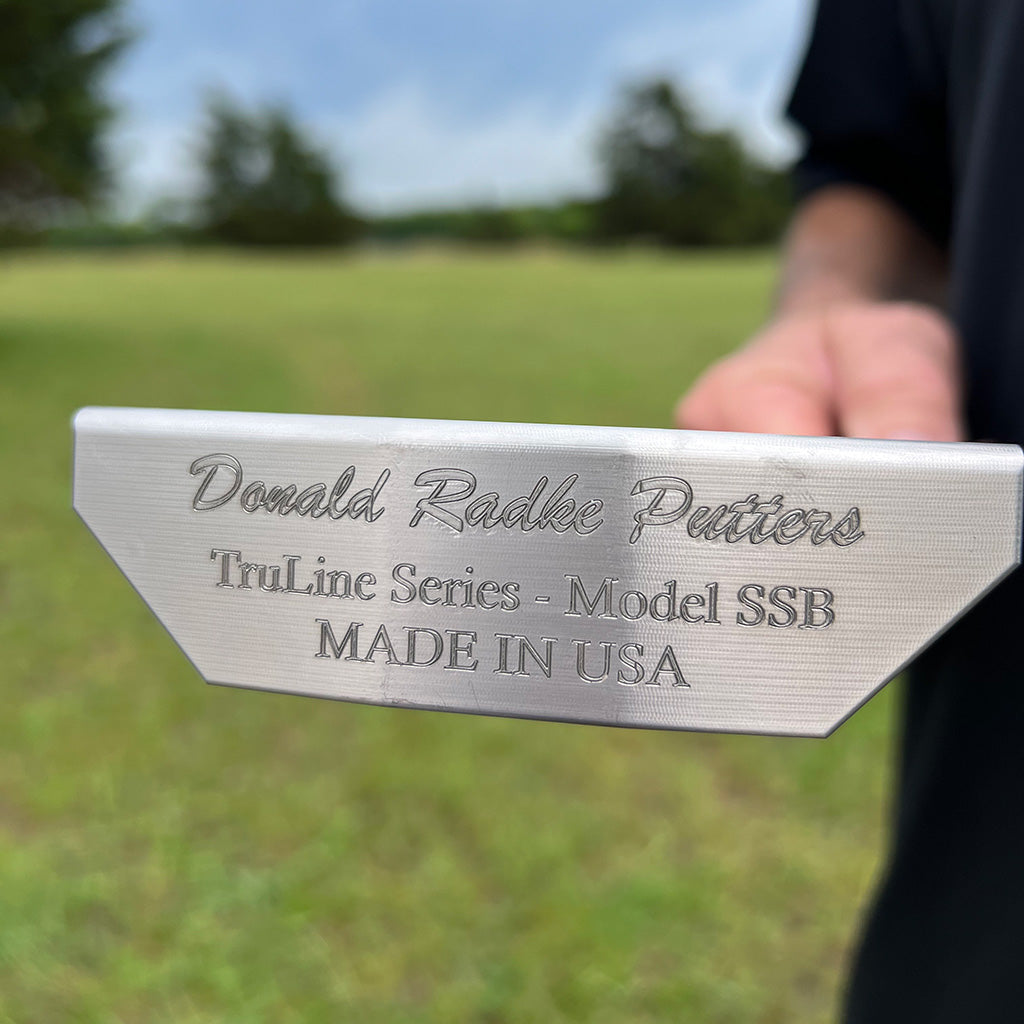 Donald Radke Putters
TruLine Series - Model SSB
MADE IN USA